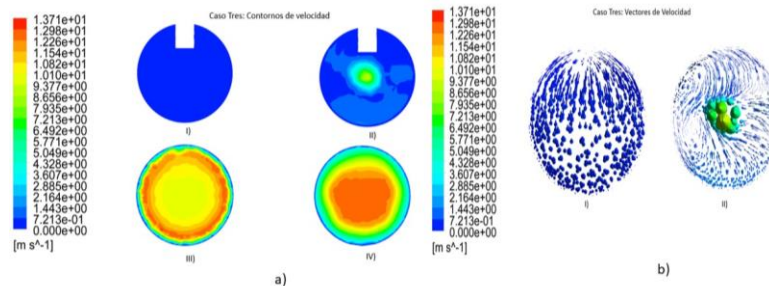 Caso Tres: Contornos de velocidad
1.371e+01
1.298e+01
1.226e+01
1.154e+01
1.082e+01
1.010e+01
9.378e+00
8.656e+00
7.935e+00
7.213e+00
6.492e+00
5.771e+00
5.049e+00
4.328e+00
3.607e+00
2.885e+00
2.164e+00
1.443e+00
7.213e-01
0.000e+00
[m s^-1]
I)
II)
III)
IV)
a)
Caso Tres: Vectores de Velocidad
1.371e+01
1.298e+01
1.226e+01
1.154e+01
1.082e+01
1.010e+01
9.378e+00
8.656e+00
7.935e+00
7.213e+00
6.492e+00
5.771e+00
5.049e+00
4.328e+00
3.607e+00
2.885e+00
2.164e+00
1.443e+00
7.213e-01
0.000e+00
[m s^-1]
I)
II)
b)